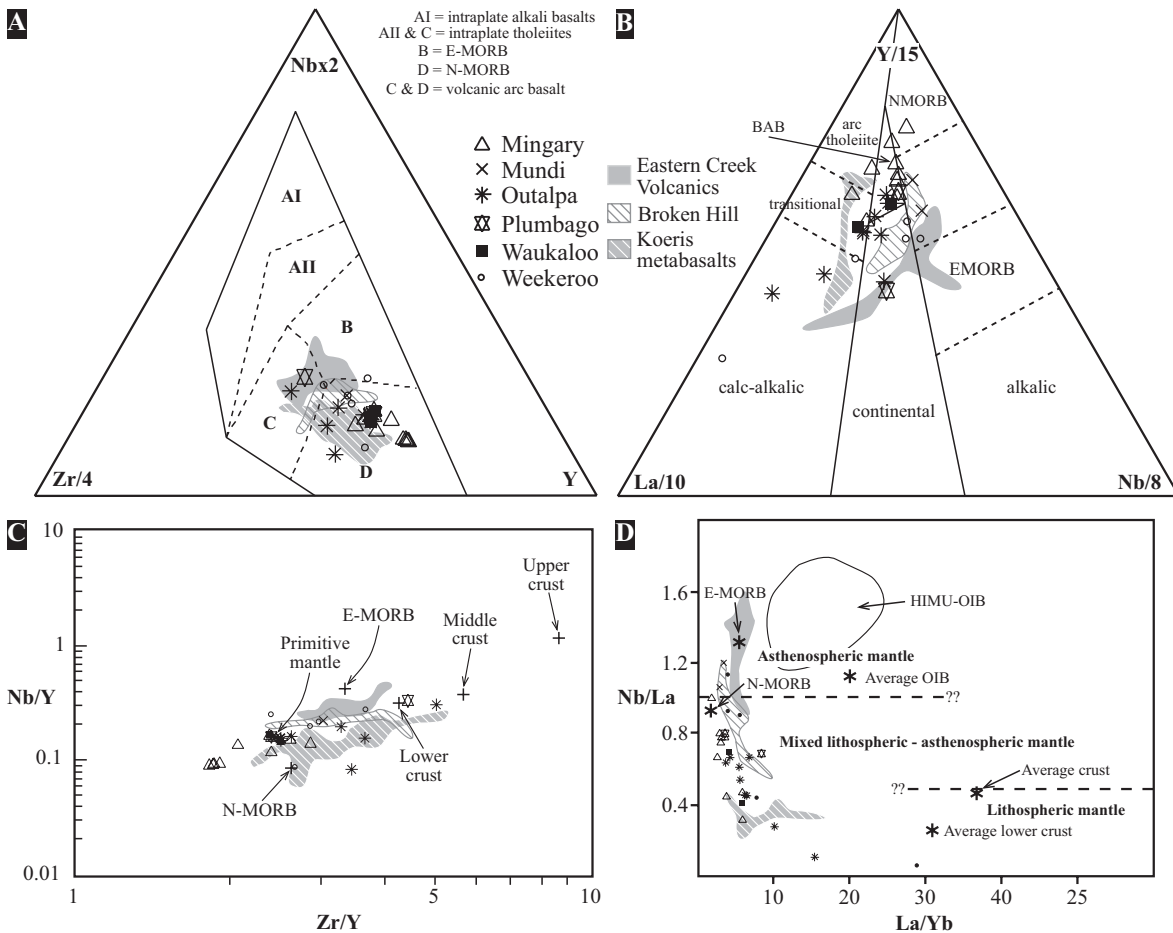 A
AI = intraplate alkali basalts
AII & C = intraplate tholeiites
B = E-MORB
D = N-MORB
C & D = volcanic arc basalt
Nbx2
AI
AII
B
C
D
Zr/4
Y
Mingary
Mundi
Outalpa
Plumbago
Waukaloo
Weekeroo
Eastern Creek
Volcanics
Broken Hill
Koeris
metabasalts
B
Y/15
NMORB
arc
tholeiite
BAB
transitional
EMORB
calc-alkalic
continental
alkalic
La/10
Nb/8
C
10
1
0.1
0.01
Nb/Y
Upper
crust
Middle
crust
E-MORB
Primitive
mantle
Lower
crust
N-MORB
1
5
10
Zr/Y
D
1.6
1.2
0.8
0.4
Nb/La
E-MORB
HIMU-OIB
Asthenospheric mantle
Average OIB
N-MORB
??
Mixed lithospheric - asthenospheric mantle
Average crust
??
Lithospheric mantle
Average lower crust
10
20
30
40
25
La/Yb